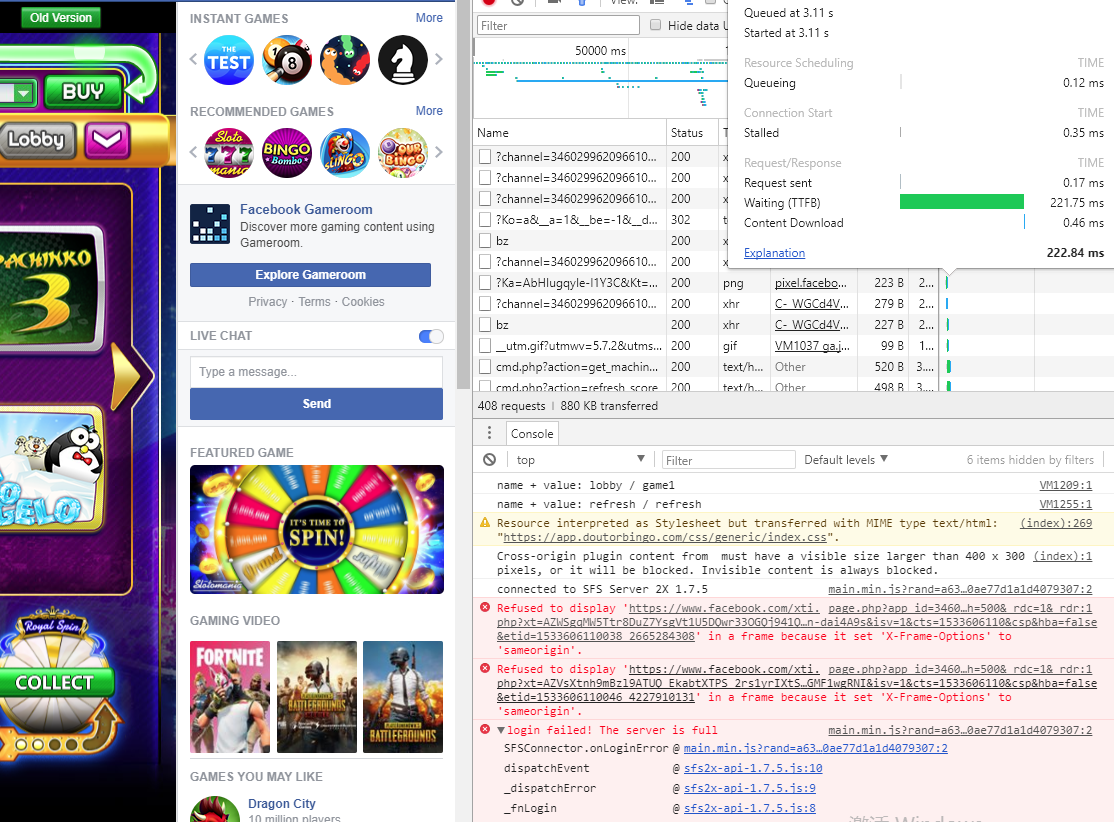 Old Version
BUY
Lobby
PACHINKO
3
Royal Spin
COLLECT
INSTANT GAMES
More
THE
TEST
8
RECOMMENDED GAMES
More
Sloto
777
mania
BINGO
Bombo
SLINGO
OUR
BINGO
Facebook Gameroom
Discover more gaming content using
Gameroom.
Explore Gameroom
Privacy · Terms · Cookies
LIVE CHAT
Type a message...
Send
FEATURED GAME
IT'S TIME TO
SPIN!
Grand
Slotomania
GAMING VIDEO
FORTNITE
BATTLEGROUNDS
BATTLEGROUNDS
GAMES YOU MAY LIKE
Dragon City
10 million players
View:
Filter
Hide data U
50000 ms
Queued at 3.11 s
Started at 3.11 s
Resource Scheduling TIME
Queueing 0.12 ms
Connection Start TIME
Stalled 0.35 ms
Request/Response TIME
Request sent 0.17 ms
Waiting (TTFB) 221.75 ms
Content Download 0.46 ms
Explanation 222.84 ms
Name Status T
?channel=346029962096610... 200 x
?channel=346029962096610... 200 x
?channel=346029962096610... 200 x
?Ko=a&__a=1&__be=-1&__d... 302 t
bz 200 x
?channel=346029962096610... 200 x
?Ka=AbHIugqyle-I1Y3C&Kt=... 200 png pixel.facebo... 223 B 2...
?channel=346029962096610... 200 xhr C-_WGCd4V... 279 B 2...
bz 200 xhr C-_WGCd4V... 227 B 2...
__utm.gif?utmwv=5.7.2&utms... 200 gif VM1037 ga.j... 99 B 1...
cmd.php?action=get_machin... 200 text/h... Other 520 B 3....
cmd.php?action=refresh_score 200 text/h... Other 498 B 3....
408 requests | 880 KB transferred
Console
top
Filter
Default levels
6 items hidden by filters
name + value: lobby / game1 VM1209:1
name + value: refresh / refresh VM1255:1
Resource interpreted as Stylesheet but transferred with MIME type text/html: (index):269
"https://app.doutorbingo.com/css/generic/index.css".
Cross-origin plugin content from must have a visible size larger than 400 x 300 (index):1
pixels, or it will be blocked. Invisible content is always blocked.
connected to SFS Server 2X 1.7.5 main.min.js?rand=a63…0ae77d1a1d4079307:2
Refused to display 'https://www.facebook.com/xti. page.php?app_id=3460…h=500&_rdc=1&_rdr:1
php?xt=AZWSgqMW5Ttr8DuZ7YsgVt1U5DQwr33OGQj941Q…n-dai4A9s&isv=1&cts=1533606110&csp&hba=false
&etid=1533606110038_2665284308' in a frame because it set 'X-Frame-Options' to
'sameorigin'.
Refused to display 'https://www.facebook.com/xti. page.php?app_id=3460…h=500&_rdc=1&_rdr:1
php?xt=AZVsXtnh9mBzl9ATUQ_EkabtXTPS_2rs1yrIXtS…GMF1wgRNI&isv=1&cts=1533606110&csp&hba=false
&etid=1533606110046_4227910131' in a frame because it set 'X-Frame-Options' to
'sameorigin'.
login failed! The server is full main.min.js?rand=a63…0ae77d1a1d4079307:2
SFSConnector.onLoginError @ main.min.js?rand=a63…0ae77d1a1d4079307:2
dispatchEvent @ sfs2x-api-1.7.5.js:10
_dispatchError @ sfs2x-api-1.7.5.js:9
_fnLogin @ sfs2x-api-1.7.5.js:8
激活 Windows